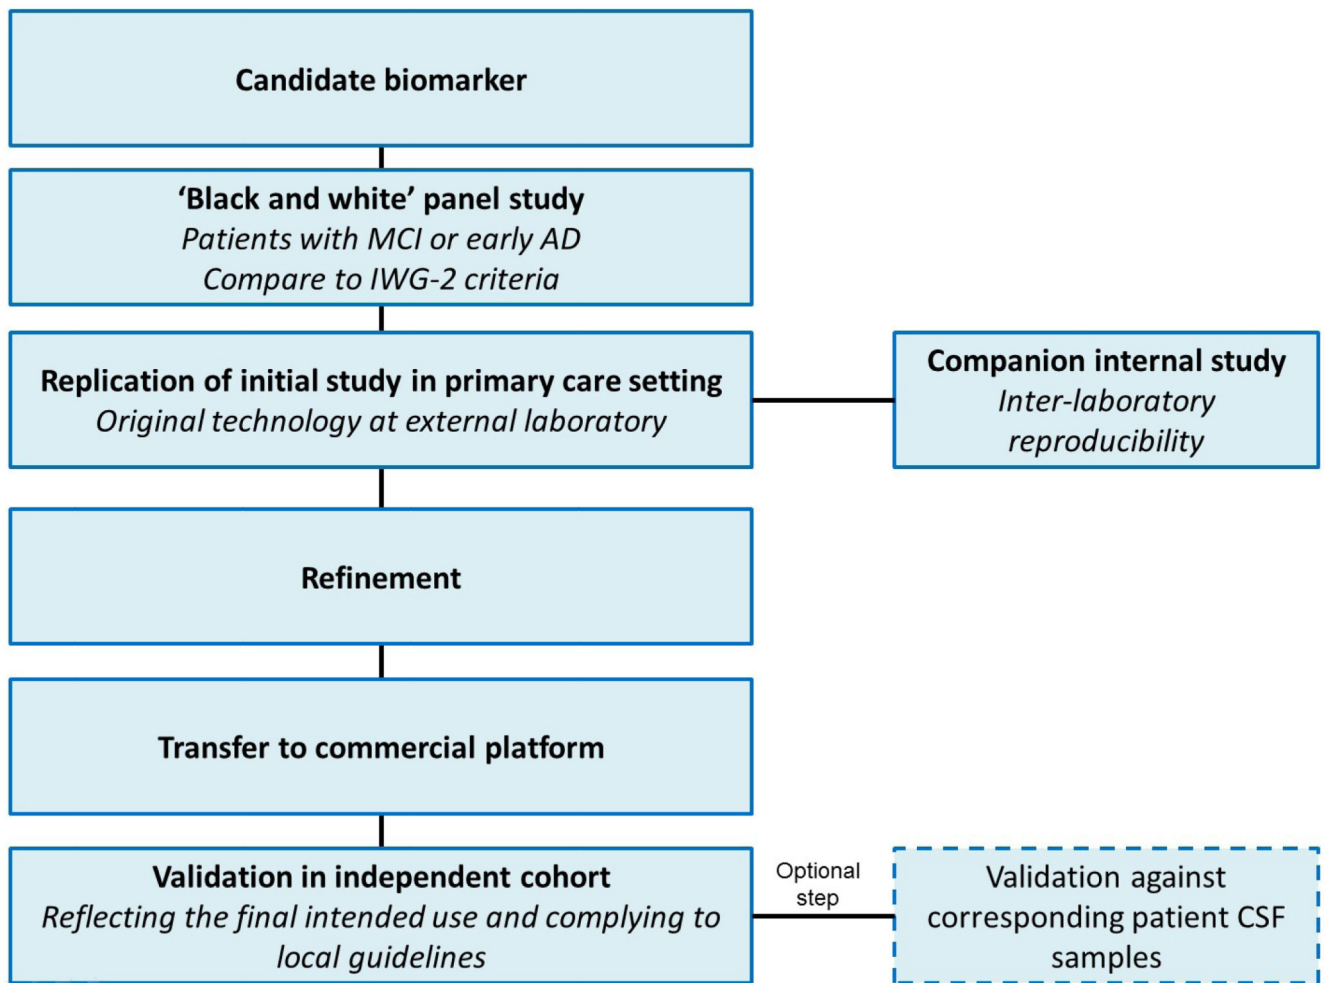 Candidate biomarker
‘Black and white’ panel study
Patients with MCI or early AD
Compare to IWG-2 criteria
Replication of initial study in primary care setting
Original technology at external laboratory
Companion internal study
Inter-laboratory
reproducibility
Refinement
Transfer to commercial platform
Validation in independent cohort
Reflecting the final intended use and complying to
local guidelines
Optional
step
Validation against
corresponding patient CSF
samples